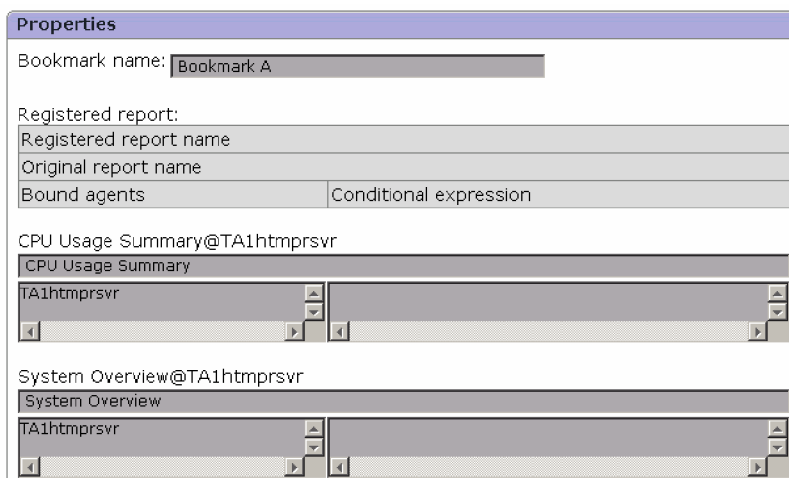 Properties
Bookmark name: Bookmark A
Registered report:
Registered report name
Original report name
Bound agents Conditional expression
CPU Usage Summary@TA1htmprsvr
CPU Usage Summary
TA1htmprsvr
System Overview@TA1htmprsvr
System Overview
TA1htmprsvr